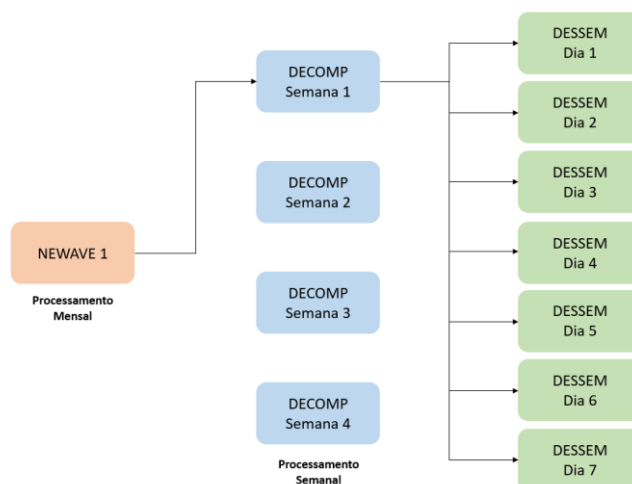 NEWAVE 1
Processamento
Mensal
DECOMP
Semana 1
DECOMP
Semana 2
DECOMP
Semana 3
DECOMP
Semana 4
Processamento
Semanal
DESSEM
Dia 1
DESSEM
Dia 2
DESSEM
Dia 3
DESSEM
Dia 4
DESSEM
Dia 5
DESSEM
Dia 6
DESSEM
Dia 7